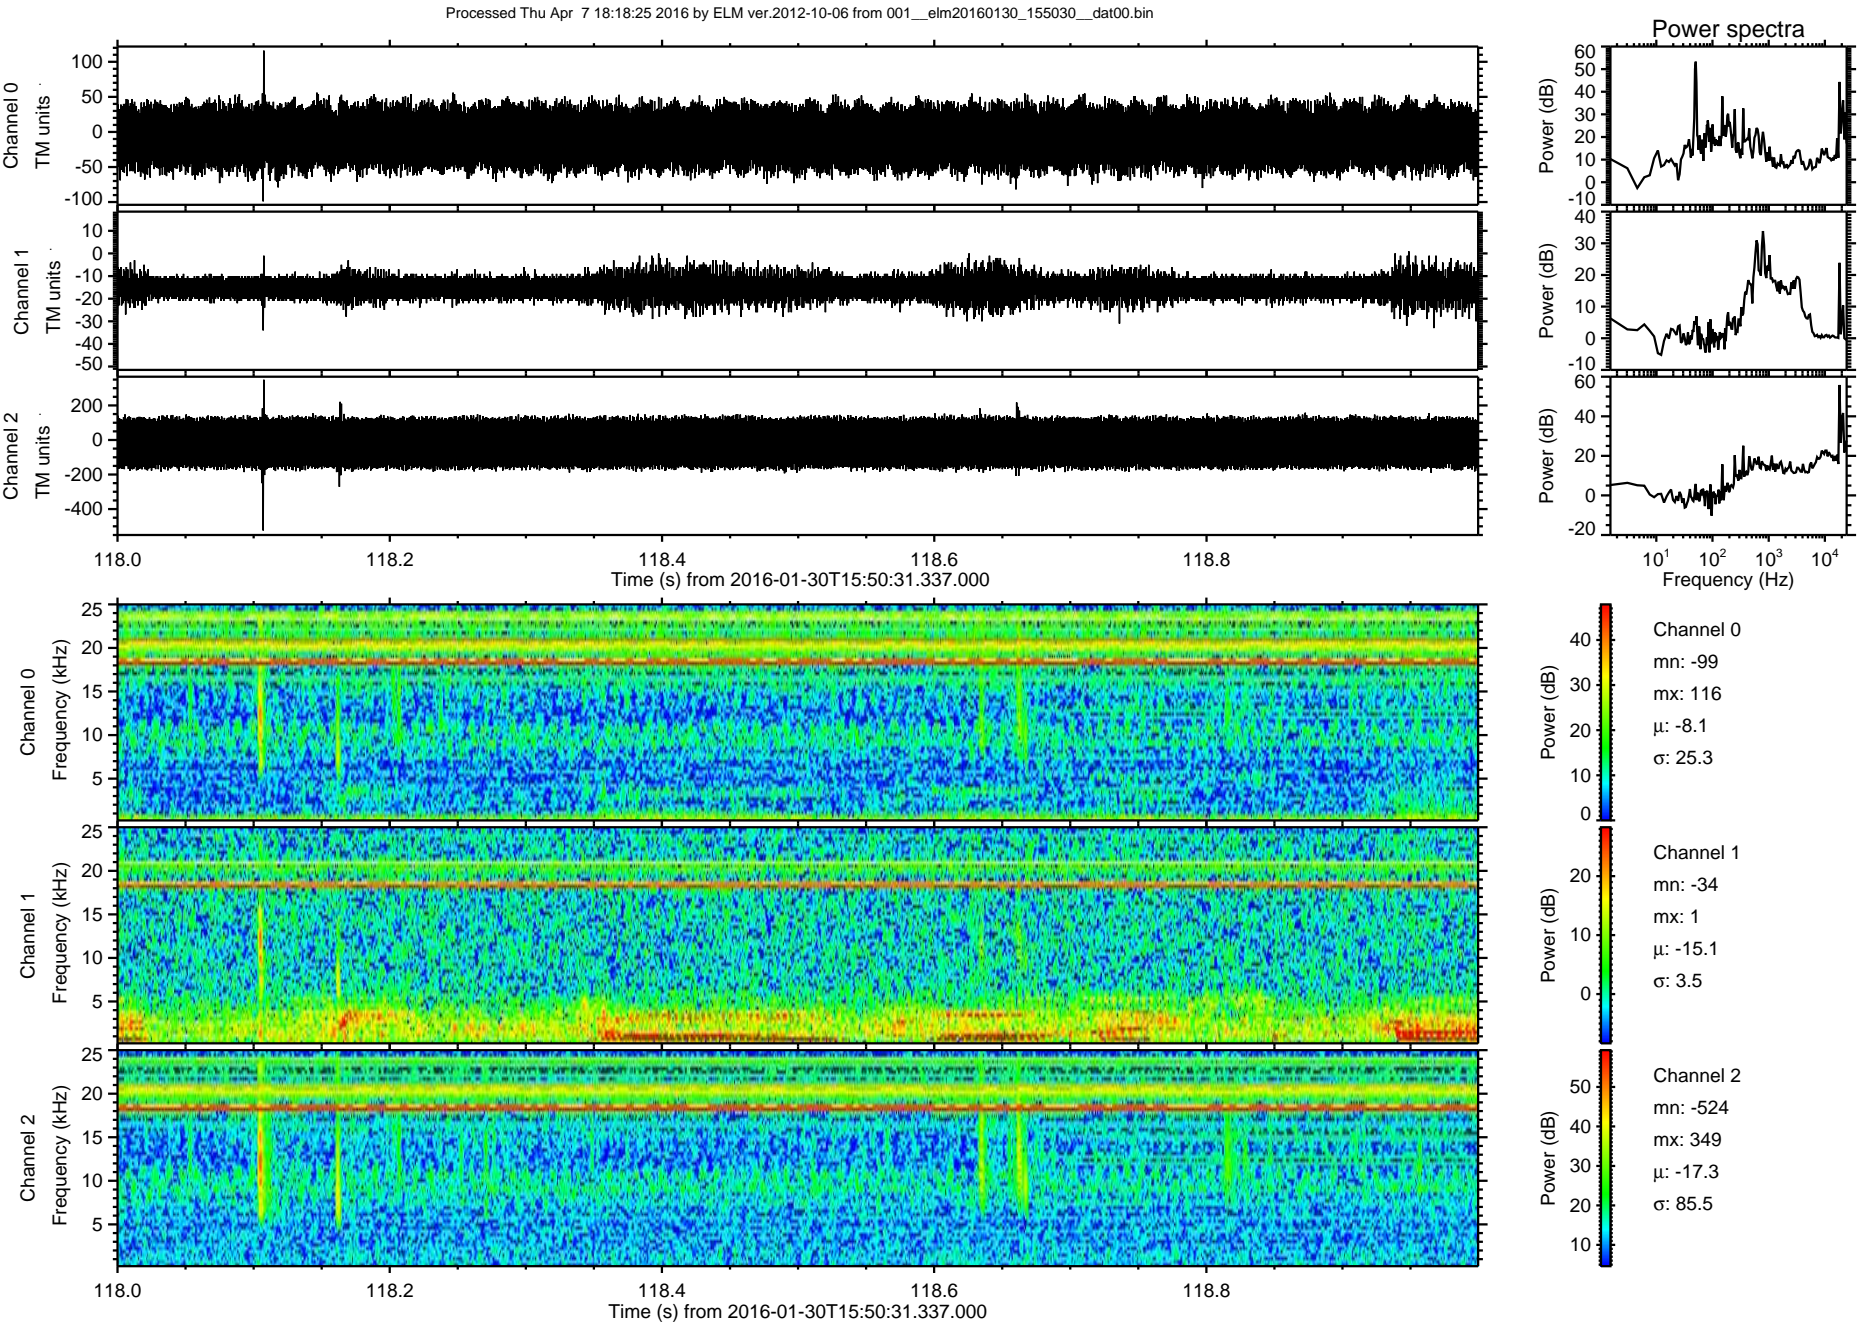 Processed Thu Apr  7 18:18:25 2016 by ELM ver.2012-10-06 from 001__elm20160130_155030__dat00.bin
Power spectra
Channel 0
TM units
100
50
0
-50
-100
Power (dB)
60
50
40
30
20
10
0
-10
Channel 1
TM units
10
0
-10
-20
-30
-40
-50
Power (dB)
40
30
20
10
0
-10
Channel 2
TM units
200
0
-200
-400
Power (dB)
60
40
20
0
-20
118.0 118.2 118.4 118.6 118.8
Time (s) from 2016-01-30T15:50:31.337.000
10^1 10^2 10^3 10^4
Frequency (Hz)
Channel 0
Frequency (kHz)
25
20
15
10
5
Power (dB)
40
30
20
10
0
Channel 0
mn: -99
mx: 116
μ: -8.1
σ: 25.3
Channel 1
Frequency (kHz)
25
20
15
10
5
Power (dB)
20
10
0
Channel 1
mn: -34
mx: 1
μ: -15.1
σ: 3.5
Channel 2
Frequency (kHz)
25
20
15
10
5
Power (dB)
50
40
30
20
10
Channel 2
mn: -524
mx: 349
μ: -17.3
σ: 85.5
118.0 118.2 118.4 118.6 118.8
Time (s) from 2016-01-30T15:50:31.337.000